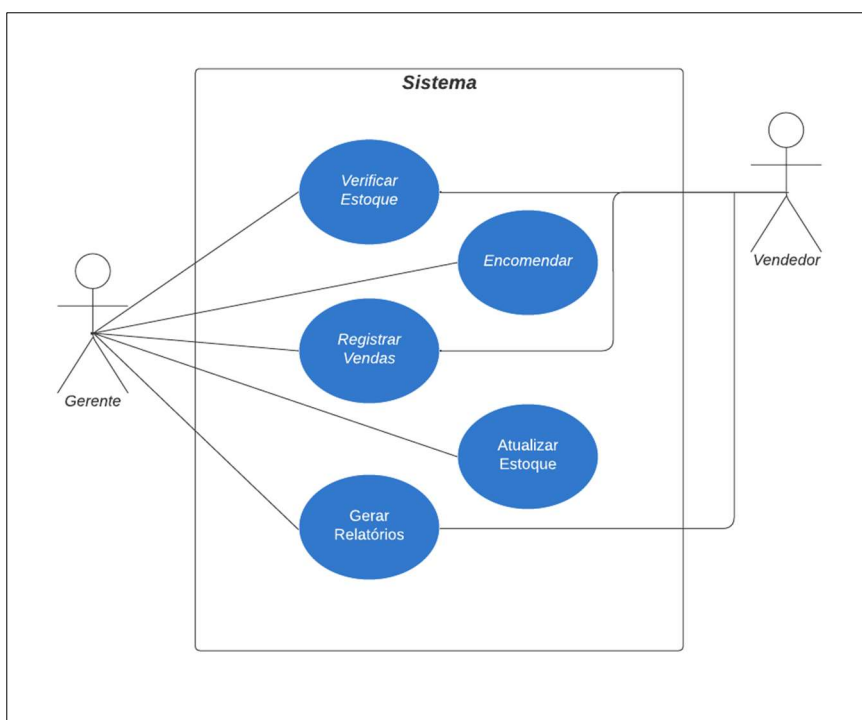 Sistema
Verificar
Estoque
Encomendar
Vendedor
Registrar
Vendas
Gerente
Atualizar
Estoque
Gerar
Relatórios